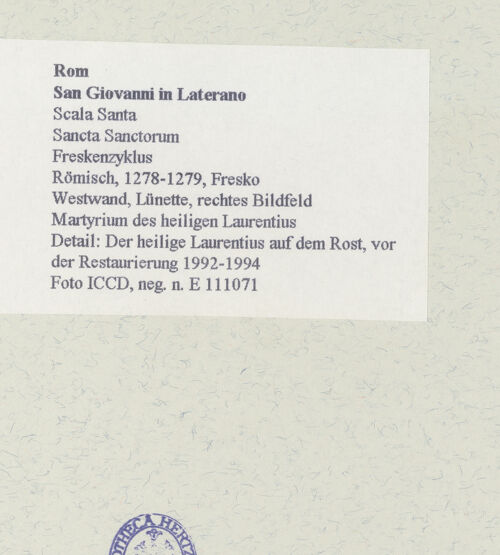 Rom
San Giovanni in Laterano
Scala Santa
Sancta Sanctorum
Freskenzyklus
Römisch, 1278-1279, Fresko
Westwand, Lünette, rechtes Bildfeld
Martyrium des heiligen Laurentius
Detail: Der heilige Laurentius auf dem Rost, vor
der Restaurierung 1992-1994
Foto ICCD, neg. n. E 111071
OTHECA HERTZ